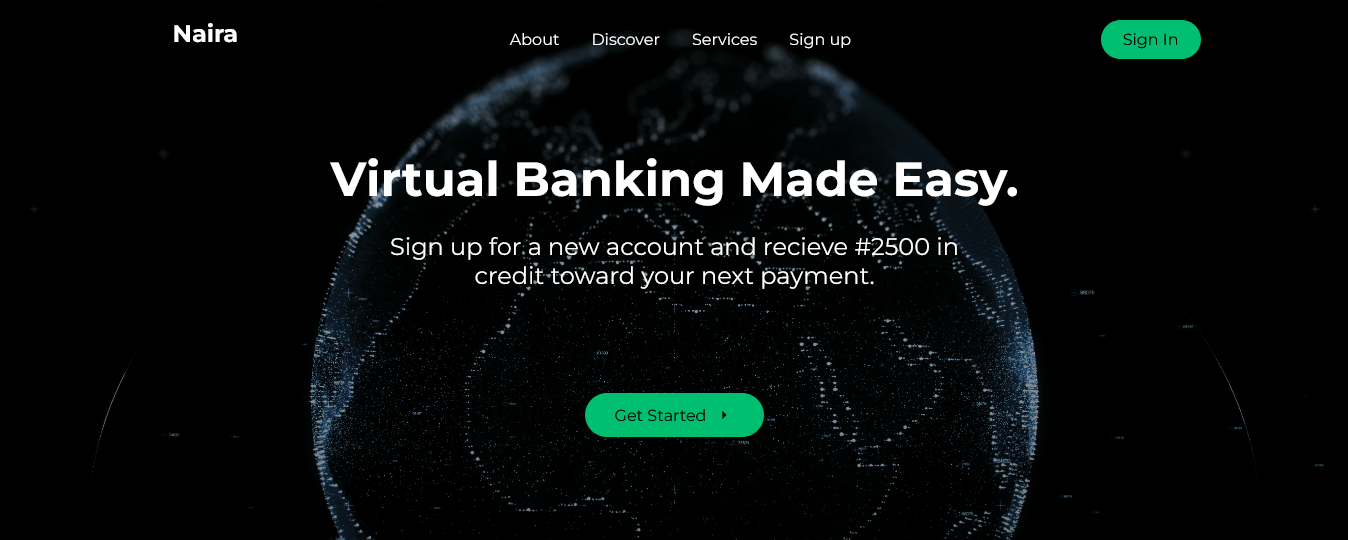 Naira
About Discover Services Sign up
Sign In
Virtual Banking Made Easy.
Sign up for a new account and recieve #2500 in
credit toward your next payment.
Get Started